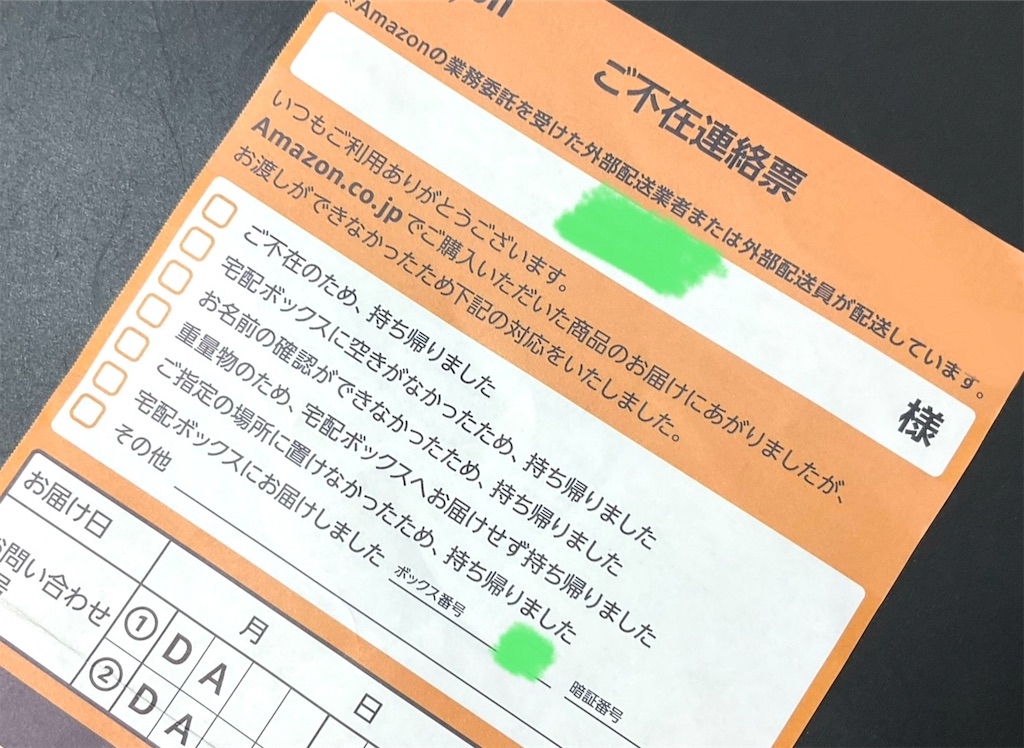 ご不在連絡票
※Amazonの業務委託を受けた外部配送業者または外部配送員が配送しています。
様
いつもご利用ありがとうございます。
Amazon.co.jpでご購入いただいた商品のお届けにあがりましたが、
お渡しができなかったため下記の対応をいたしました。
ご不在のため、持ち帰りました
宅配ボックスに空きがなかったため、持ち帰りました
お名前の確認ができなかったため、持ち帰りました
重量物のため、宅配ボックスへお届けせず持ち帰りました
ご指定の場所に置けなかったため、持ち帰りました
宅配ボックスにお届けしました ボックス番号 暗証番号
その他
お届け日 月 日
お問い合わせ
① D A
② D A